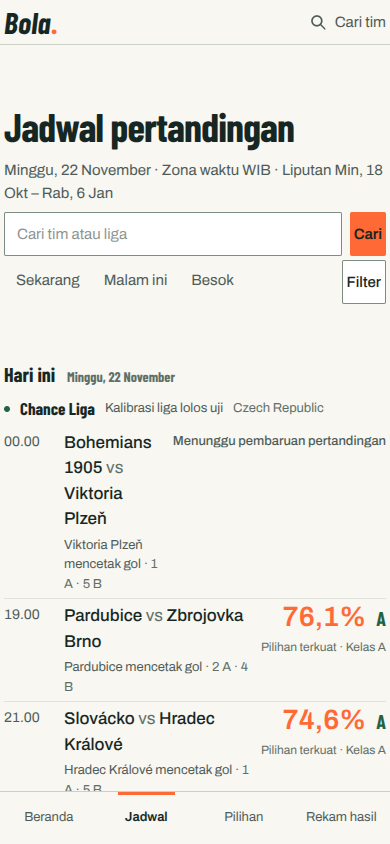 Bola.
Cari tim
Jadwal pertandingan
Minggu, 22 November · Zona waktu WIB · Liputan Min, 18
Okt – Rab, 6 Jan
Cari tim atau liga
Cari
Sekarang Malam ini Besok
Filter
Hari ini Minggu, 22 November
Chance Liga Kalibrasi liga lolos uji Czech Republic
00.00
Bohemians
1905 vs
Viktoria
Plzeň
Menunggu pembaruan pertandingan
Viktoria Plzeň
mencetak gol · 1
A · 5 B
19.00
Pardubice vs Zbrojovka
Brno
76,1% A
Pilihan terkuat · Kelas A
Pardubice mencetak gol · 2 A · 4
B
21.00
Slovácko vs Hradec
Králové
74,6% A
Pilihan terkuat · Kelas A
Hradec Králové mencetak gol · 1
A · 5 B
Beranda
Jadwal
Pilihan
Rekam hasil